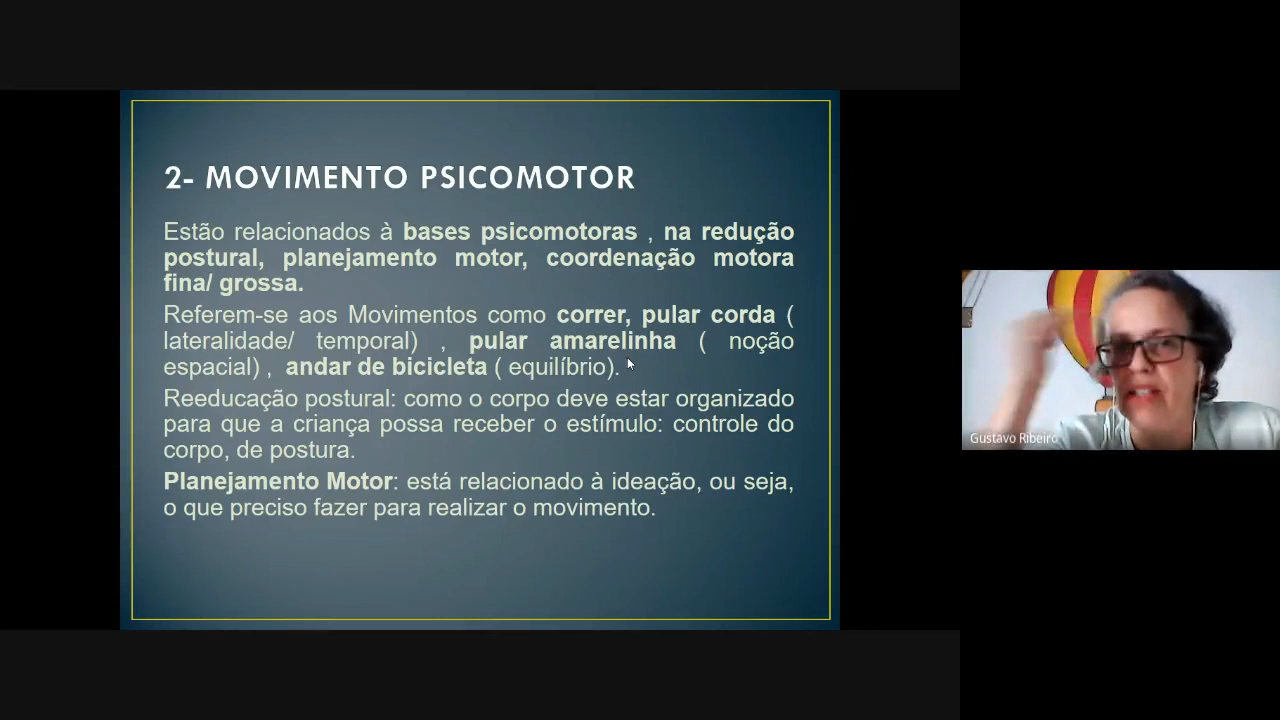 2- MOVIMENTO PSICOMOTOR
Estão relacionados à bases psicomotoras , na redução
postural, planejamento motor, coordenação motora
fina/ grossa.
Referem-se aos Movimentos como correr, pular corda (
lateralidade/ temporal) , pular amarelinha ( noção
espacial) , andar de bicicleta ( equilíbrio).
Reeducação postural: como o corpo deve estar organizado
para que a criança possa receber o estímulo: controle do
corpo, de postura.
Planejamento Motor: está relacionado à ideação, ou seja,
o que preciso fazer para realizar o movimento.
Gustavo Ribeiro